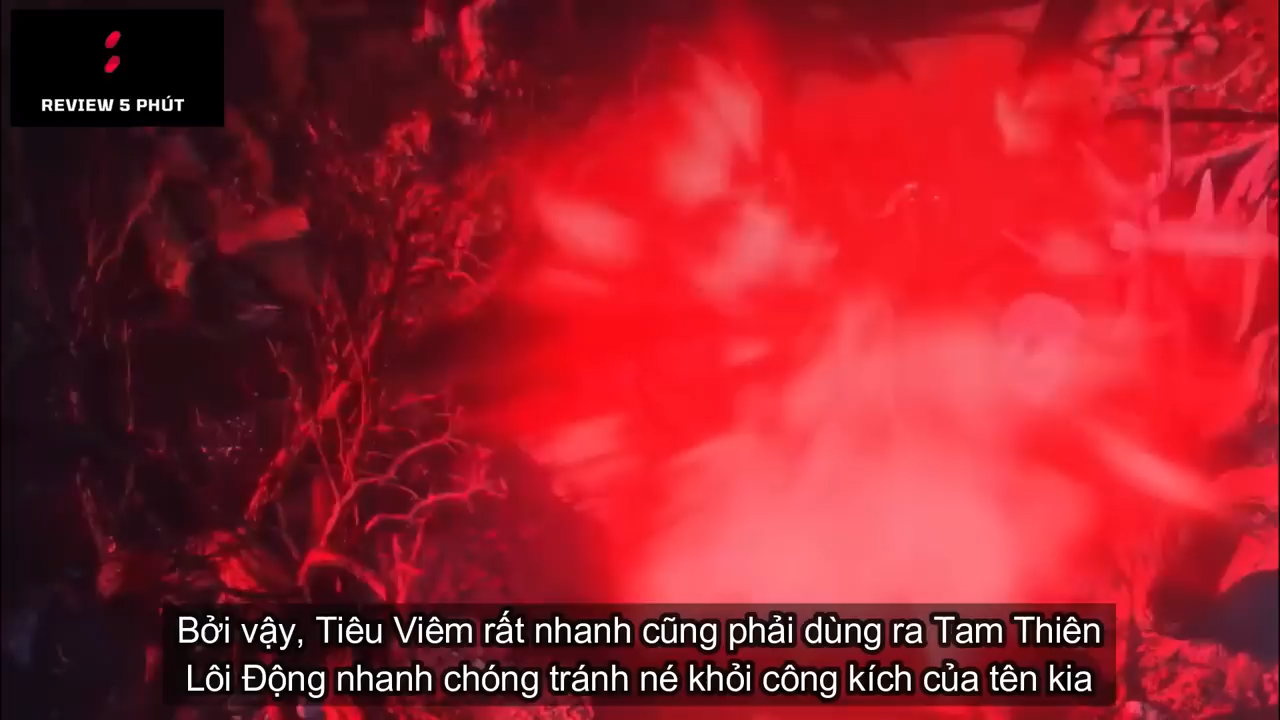 REVIEW 5 PHÚT
Bởi vậy, Tiêu Viêm rất nhanh cũng phải dùng ra Tam Thiên
Lôi Động nhanh chóng tránh né khỏi công kích của tên kia